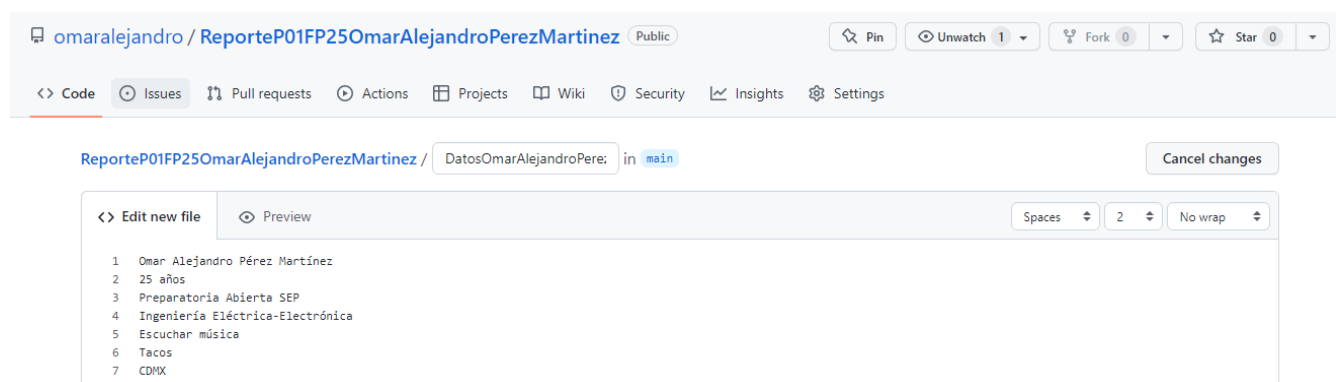 omaralejandro / ReporteP01FP25OmarAlejandroPerezMartinez Public Pin Unwatch 1 Fork 0 Star 0
Code Issues Pull requests Actions Projects Wiki Security Insights Settings
ReporteP01FP25OmarAlejandroPerezMartinez / DatosOmarAlejandroPere in main Cancel changes
<> Edit new file Preview Spaces 2 No wrap
1 Omar Alejandro Pérez Martínez
2 25 años
3 Preparatoria Abierta SEP
4 Ingeniería Eléctrica-Electrónica
5 Escuchar música
6 Tacos
7 CDMX